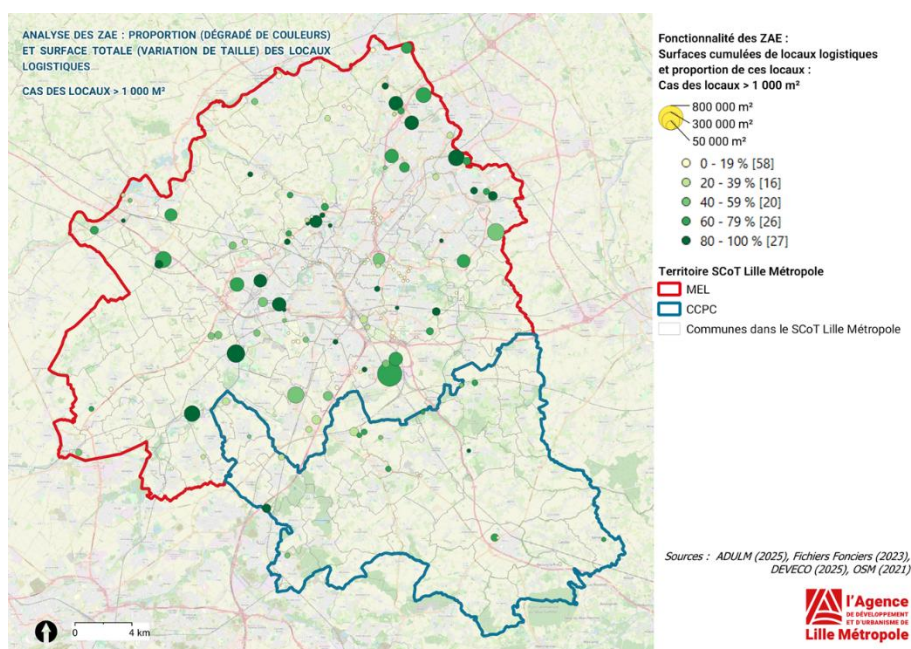 ANALYSE DES ZAE : PROPORTION (DÉGRADÉ DE COULEURS)
ET SURFACE TOTALE (VARIATION DE TAILLE) DES LOCAUX
LOGISTIQUES
CAS DES LOCAUX > 1 000 M²
Fonctionnalité des ZAE :
Surfaces cumulées de locaux logistiques
et proportion de ces locaux :
Cas des locaux > 1 000 m²
800 000 m²
300 000 m²
50 000 m²
0 - 19 % [58]
20 - 39 % [16]
40 - 59 % [20]
60 - 79 % [26]
80 - 100 % [27]
Territoire SCoT Lille Métropole
MEL
CCPC
Communes dans le SCoT Lille Métropole
0 4 km
Sources : ADULM (2025), Fichiers Fonciers (2023),
DEVECO (2025), OSM (2021)
l'Agence
DE DÉVELOPPEMENT
ET D'URBANISME DE
Lille Métropole